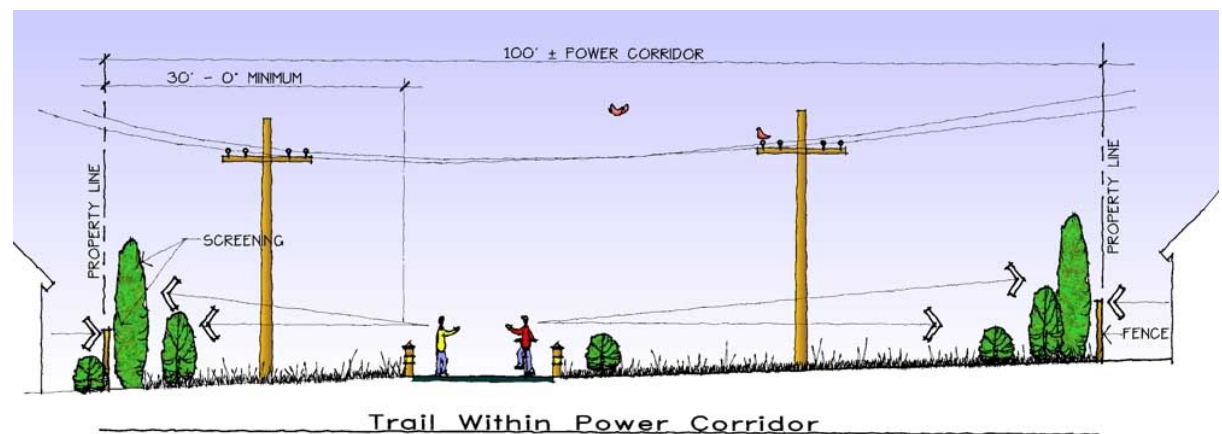 100' ± POWER CORRIDOR
30' - 0" MINIMUM
PROPERTY LINE
SCREENING
PROPERTY LINE
FENCE
Trail Within Power Corridor